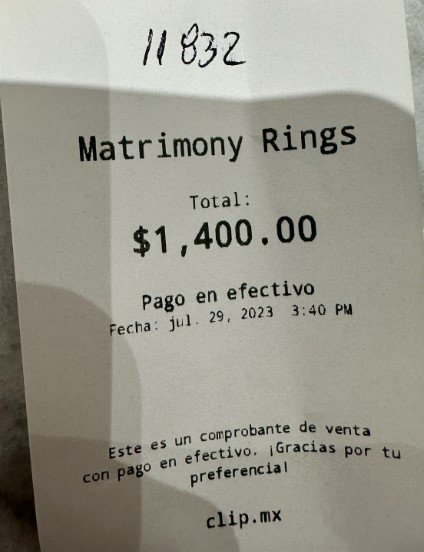 11832
Matrimony Rings
Total:
$1,400.00
Pago en efectivo
Fecha: jul. 29, 2023 3:40 PM
Este es un comprobante de venta
con pago en efectivo. ¡Gracias por tu
preferencia!
clip.mx